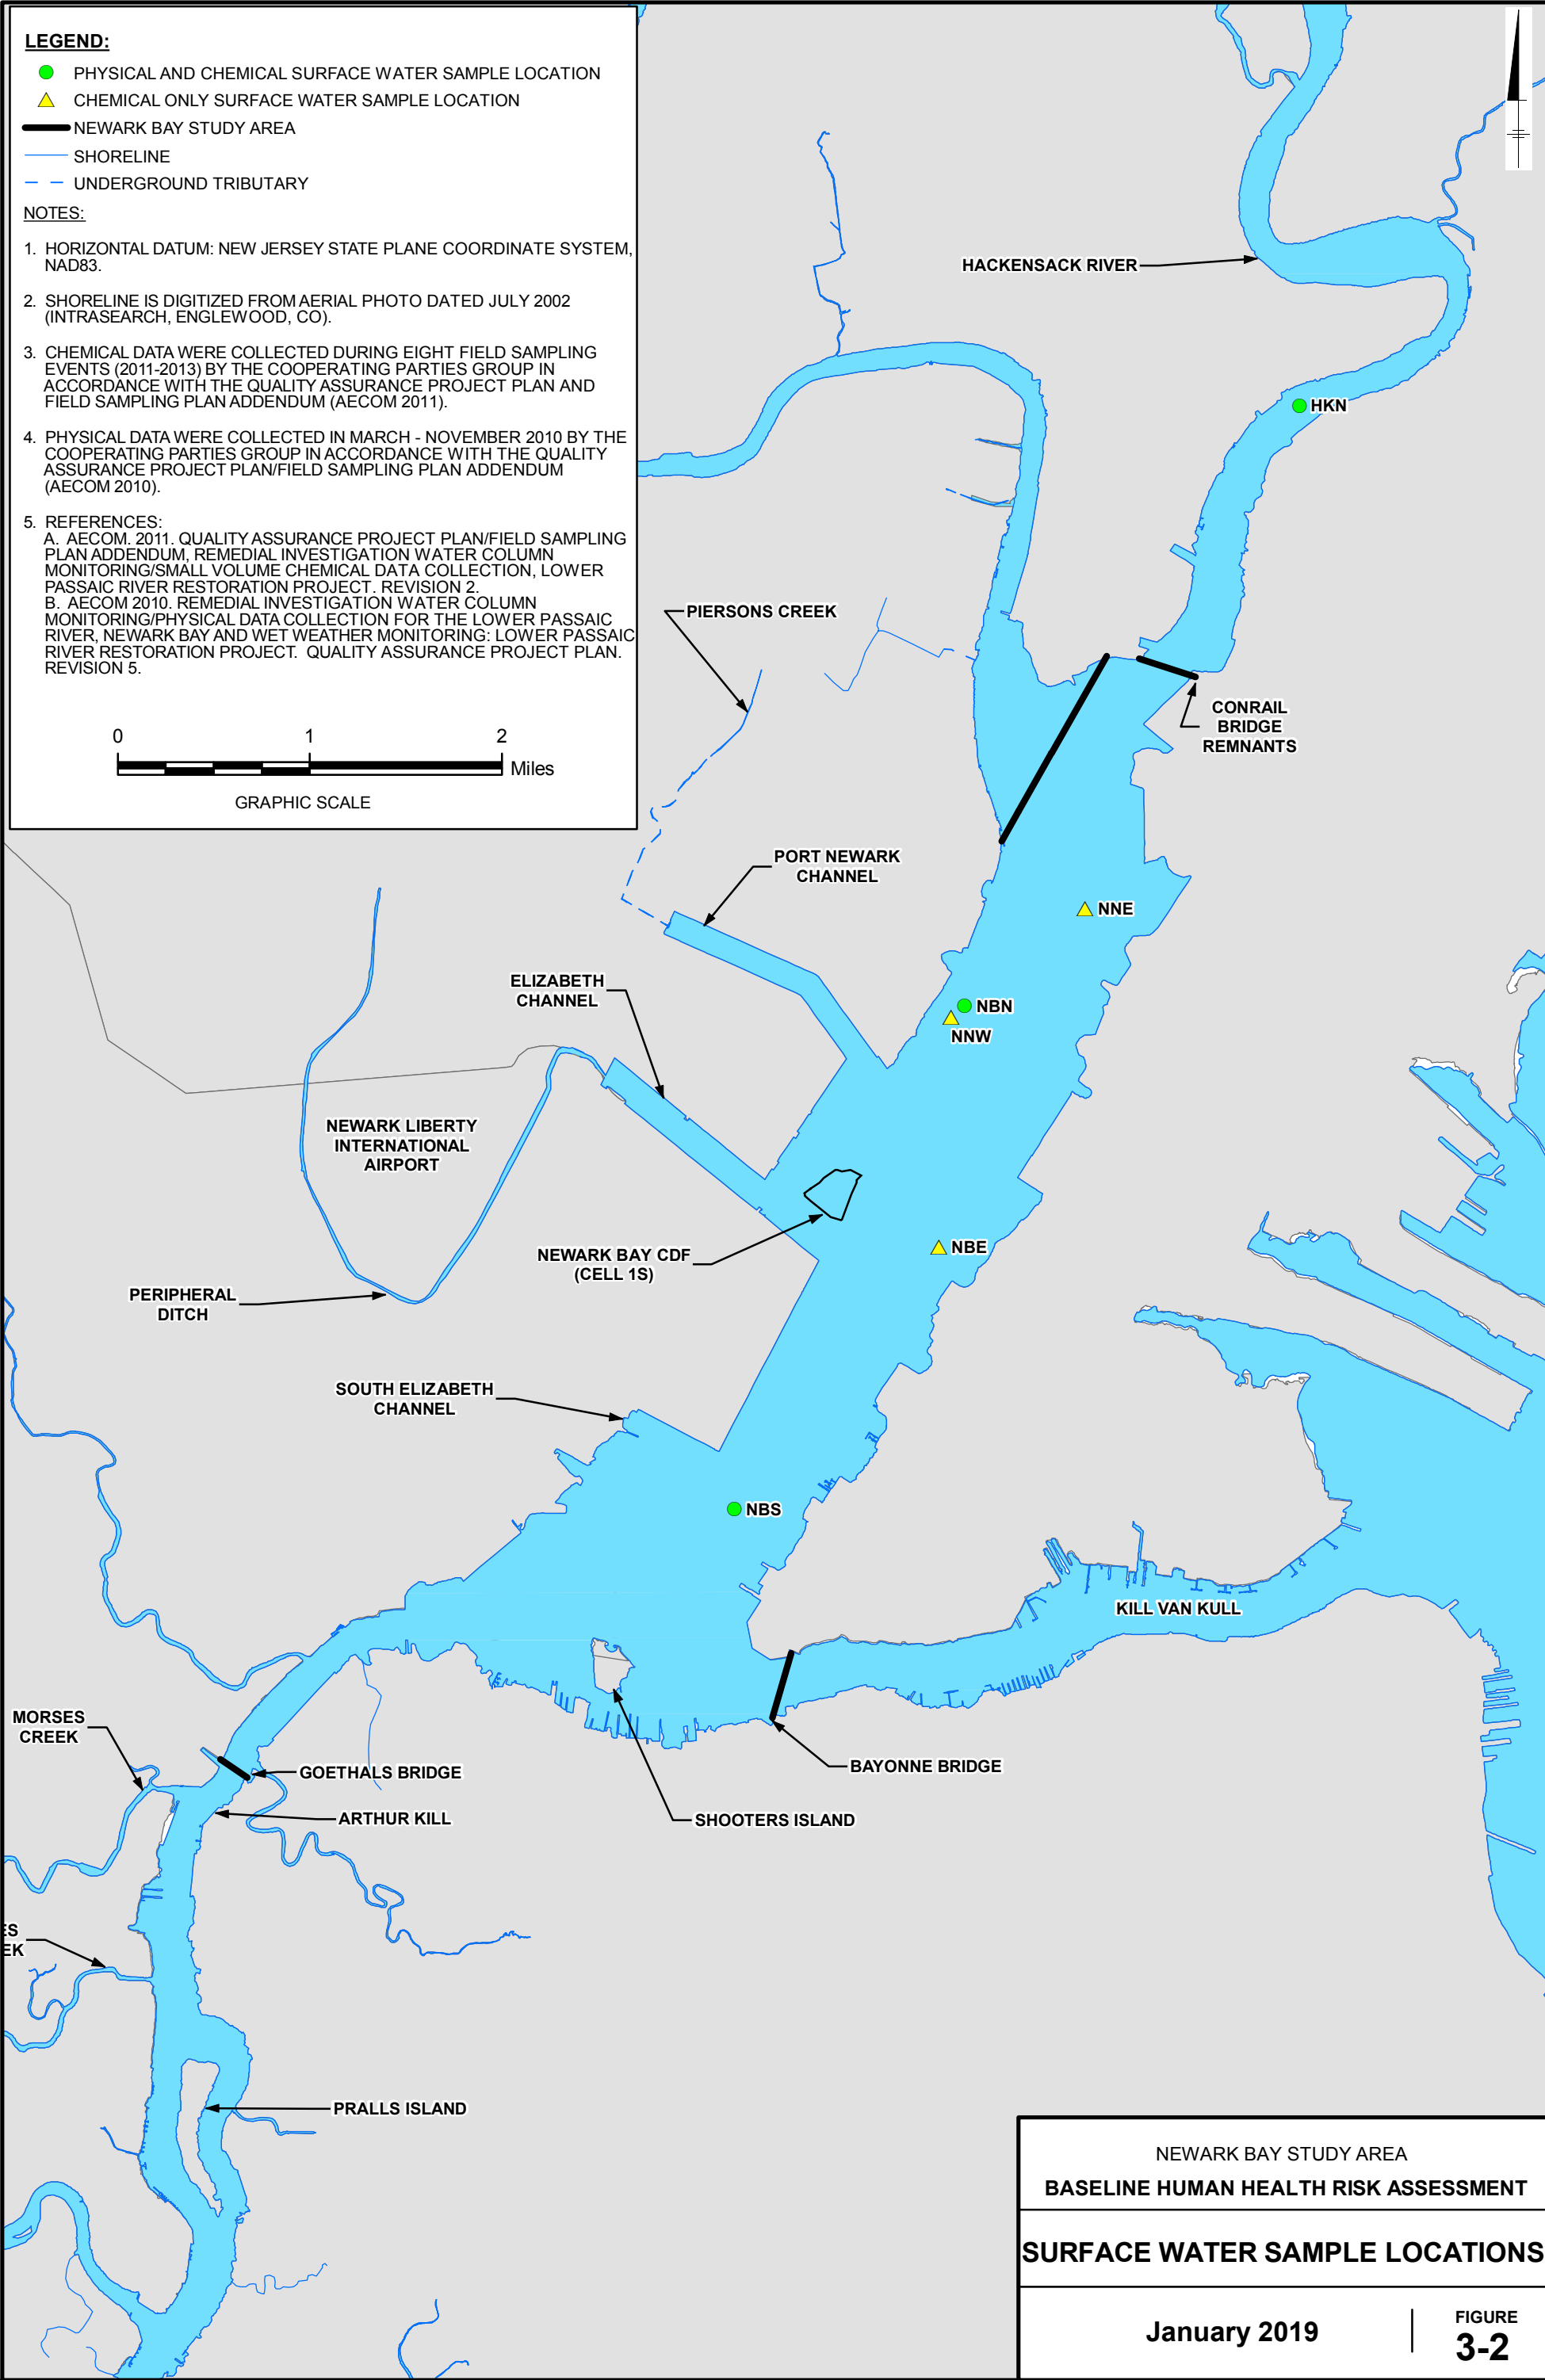 LEGEND:
PHYSICAL AND CHEMICAL SURFACE WATER SAMPLE LOCATION
CHEMICAL ONLY SURFACE WATER SAMPLE LOCATION
NEWARK BAY STUDY AREA
SHORELINE
UNDERGROUND TRIBUTARY
NOTES:
1. HORIZONTAL DATUM: NEW JERSEY STATE PLANE COORDINATE SYSTEM,
NAD83.
2. SHORELINE IS DIGITIZED FROM AERIAL PHOTO DATED JULY 2002
(INTRASEARCH, ENGLEWOOD, CO).
3. CHEMICAL DATA WERE COLLECTED DURING EIGHT FIELD SAMPLING
EVENTS (2011-2013) BY THE COOPERATING PARTIES GROUP IN
ACCORDANCE WITH THE QUALITY ASSURANCE PROJECT PLAN AND
FIELD SAMPLING PLAN ADDENDUM (AECOM 2011).
4. PHYSICAL DATA WERE COLLECTED IN MARCH - NOVEMBER 2010 BY THE
COOPERATING PARTIES GROUP IN ACCORDANCE WITH THE QUALITY
ASSURANCE PROJECT PLAN/FIELD SAMPLING PLAN ADDENDUM
(AECOM 2010).
5. REFERENCES:
A. AECOM. 2011. QUALITY ASSURANCE PROJECT PLAN/FIELD SAMPLING
PLAN ADDENDUM, REMEDIAL INVESTIGATION WATER COLUMN
MONITORING/SMALL VOLUME CHEMICAL DATA COLLECTION, LOWER
PASSAIC RIVER RESTORATION PROJECT. REVISION 2.
B. AECOM 2010. REMEDIAL INVESTIGATION WATER COLUMN
MONITORING/PHYSICAL DATA COLLECTION FOR THE LOWER PASSAIC
RIVER, NEWARK BAY AND WET WEATHER MONITORING: LOWER PASSAIC
RIVER RESTORATION PROJECT. QUALITY ASSURANCE PROJECT PLAN.
REVISION 5.
0 1 2
Miles
GRAPHIC SCALE
HACKENSACK RIVER
HKN
PIERSONS CREEK
CONRAIL
BRIDGE
REMNANTS
PORT NEWARK
CHANNEL
NNE
ELIZABETH
CHANNEL
NBN
NNW
NEWARK LIBERTY
INTERNATIONAL
AIRPORT
NBE
NEWARK BAY CDF
(CELL 1S)
PERIPHERAL
DITCH
SOUTH ELIZABETH
CHANNEL
NBS
KILL VAN KULL
MORSES
CREEK
GOETHALS BRIDGE
BAYONNE BRIDGE
ARTHUR KILL
SHOOTERS ISLAND
ES
EK
PRALLS ISLAND
NEWARK BAY STUDY AREA
BASELINE HUMAN HEALTH RISK ASSESSMENT
SURFACE WATER SAMPLE LOCATIONS
January 2019
FIGURE
3-2